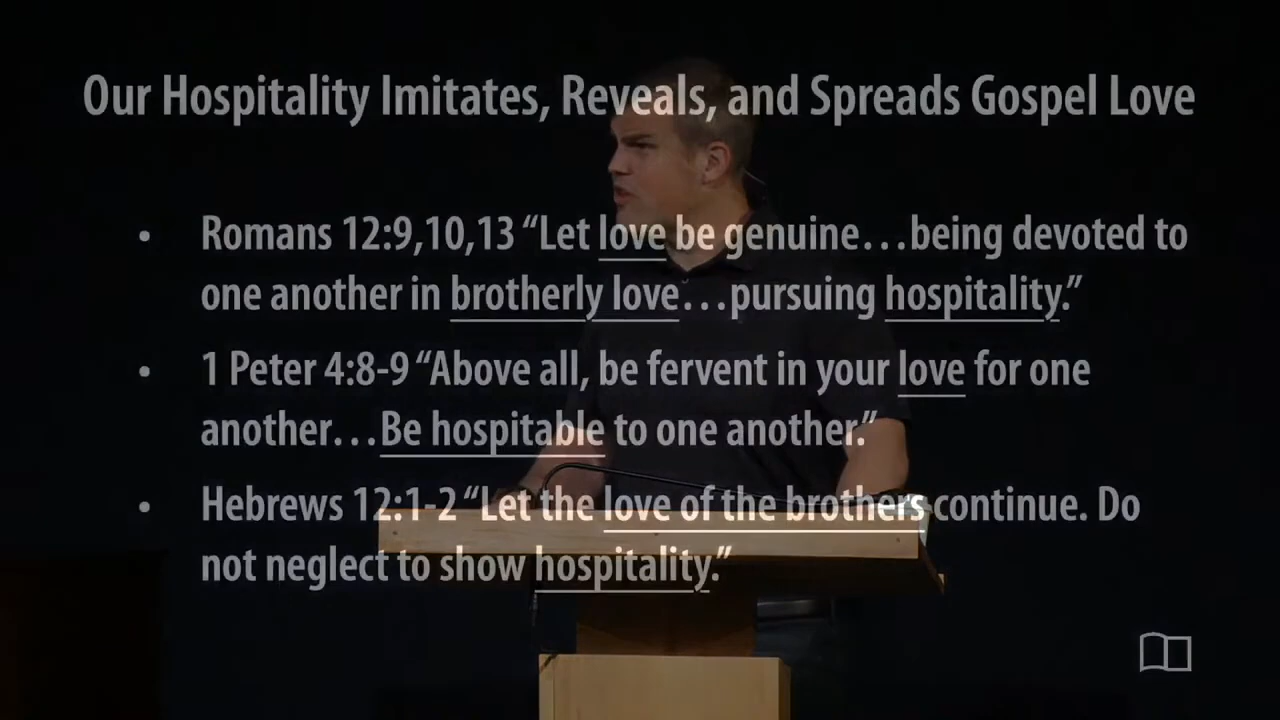 Our Hospitality Imitates, Reveals, and Spreads Gospel Love
• Romans 12:9,10,13 “Let love be genuine…being devoted to
one another in brotherly love…pursuing hospitality.”
• 1 Peter 4:8-9 “Above all, be fervent in your love for one
another…Be hospitable to one another.”
• Hebrews 12:1-2 “Let the love of the brothers continue. Do
not neglect to show hospitality.”